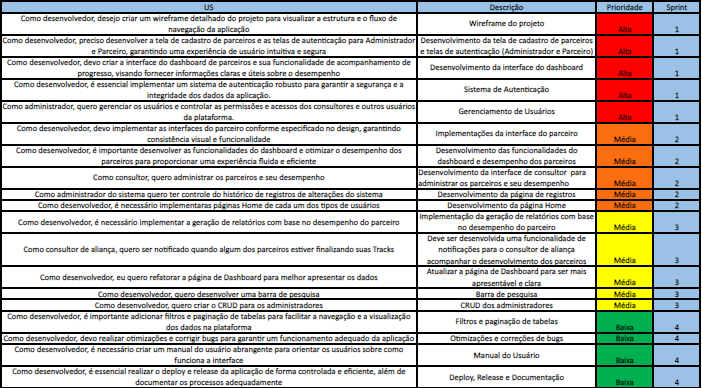 US Descrição Prioridade Sprint
Como desenvolvedor, desejo criar um wireframe detalhado do projeto para visualizar a estrutura e o fluxo de
navegação da aplicação
Wireframe do projeto
Alta 1
Como desenvolvedor, preciso desenvolver a tela de cadastro de parceiros e as telas de autenticação para Administrador
e Parceiro, garantindo uma experiência de usuário intuitiva e segura
Desenvolvimento da tela de cadastro de parceiros
e telas de autenticação (Administrador e Parceiro)
Alta 1
Como desenvolvedor, devo criar a interface do dashboard de parceiros e sua funcionalidade de acompanhamento de
progresso, visando fornecer informações claras e úteis sobre o desempenho
Desenvolvimento da interface do dashboard
Alta 1
Como desenvolvedor, é essencial implementar um sistema de autenticação robusto para garantir a segurança e a
integridade dos dados da aplicação.
Sistema de Autenticação
Alta 1
Como administrador, quero gerenciar os usuários e controlar as permissões e acessos dos consultores e outros usuários
da plataforma.
Gerenciamento de Usuários
Alta 1
Como desenvolvedor, devo implementar as interfaces do parceiro conforme especificado no design, garantindo
consistência visual e funcionalidade
Implementações da interface do parceiro
Média 2
Como desenvolvedor, é importante desenvolver as funcionalidades do dashboard e otimizar o desempenho dos
parceiros para proporcionar uma experiência fluida e eficiente
Desenvolvimento das funcionalidades do
dashboard e desempenho dos parceiros
Média 2
Como consultor, quero administrar os parceiros e seu desempenho
Desenvolvimento da interface de consultor para
administrar os parceiros e seu desempenho
Média 2
Como administrador do sistema quero ter controle do histórico de registros de alterações do sistema
Desenvolvimento da página de registros
Média 2
Como desenvolvedor, é necessário implementaras páginas Home de cada um dos tipos de usuários
Desenvolvimento da página Home
Média 2
Como desenvolvedor, é necessário implementar a geração de relatórios com base no desempenho do parceiro
Implementação da geração de relatórios com base
no desempenho do parceiro
Média 3
Como consultor de aliança, quero ser notificado quando algum dos parceiros estiver finalizando suas Tracks
Deve ser desenvolvida uma funcionalidade de
notificações para o consultor de aliança
acompanhar o desenvolvimento dos parceiros
Média 3
Como desenvolvedor, eu quero refatorar a página de Dashboard para melhor apresentar os dados
Atualizar a página de Dashboard para ser mais
apresentável e clara
Média 3
Como desenvolvedor, quero desenvolver uma barra de pesquisa
Barra de pesquisa
Média 3
Como desenvolvedor, quero criar o CRUD para os administradores
CRUD dos administradores
Média 3
Como desenvolvedor, é importante adicionar filtros e paginação de tabelas para facilitar a navegação e a visualização
dos dados na plataforma
Filtros e paginação de tabelas
Baixa 4
Como desenvolvedor, devo realizar otimizações e corrigir bugs para garantir um funcionamento adequado da aplicação
Otimizações e correções de bugs
Baixa 4
Como desenvolvedor, é necessário criar um manual do usuário abrangente para orientar os usuários sobre como
funciona a interface
Manual do Usuário
Baixa 4
Como desenvolvedor, é essencial realizar o deploy e release da aplicação de forma controlada e eficiente, além de
documentar os processos adequadamente
Deploy, Release e Documentação
Baixa 4